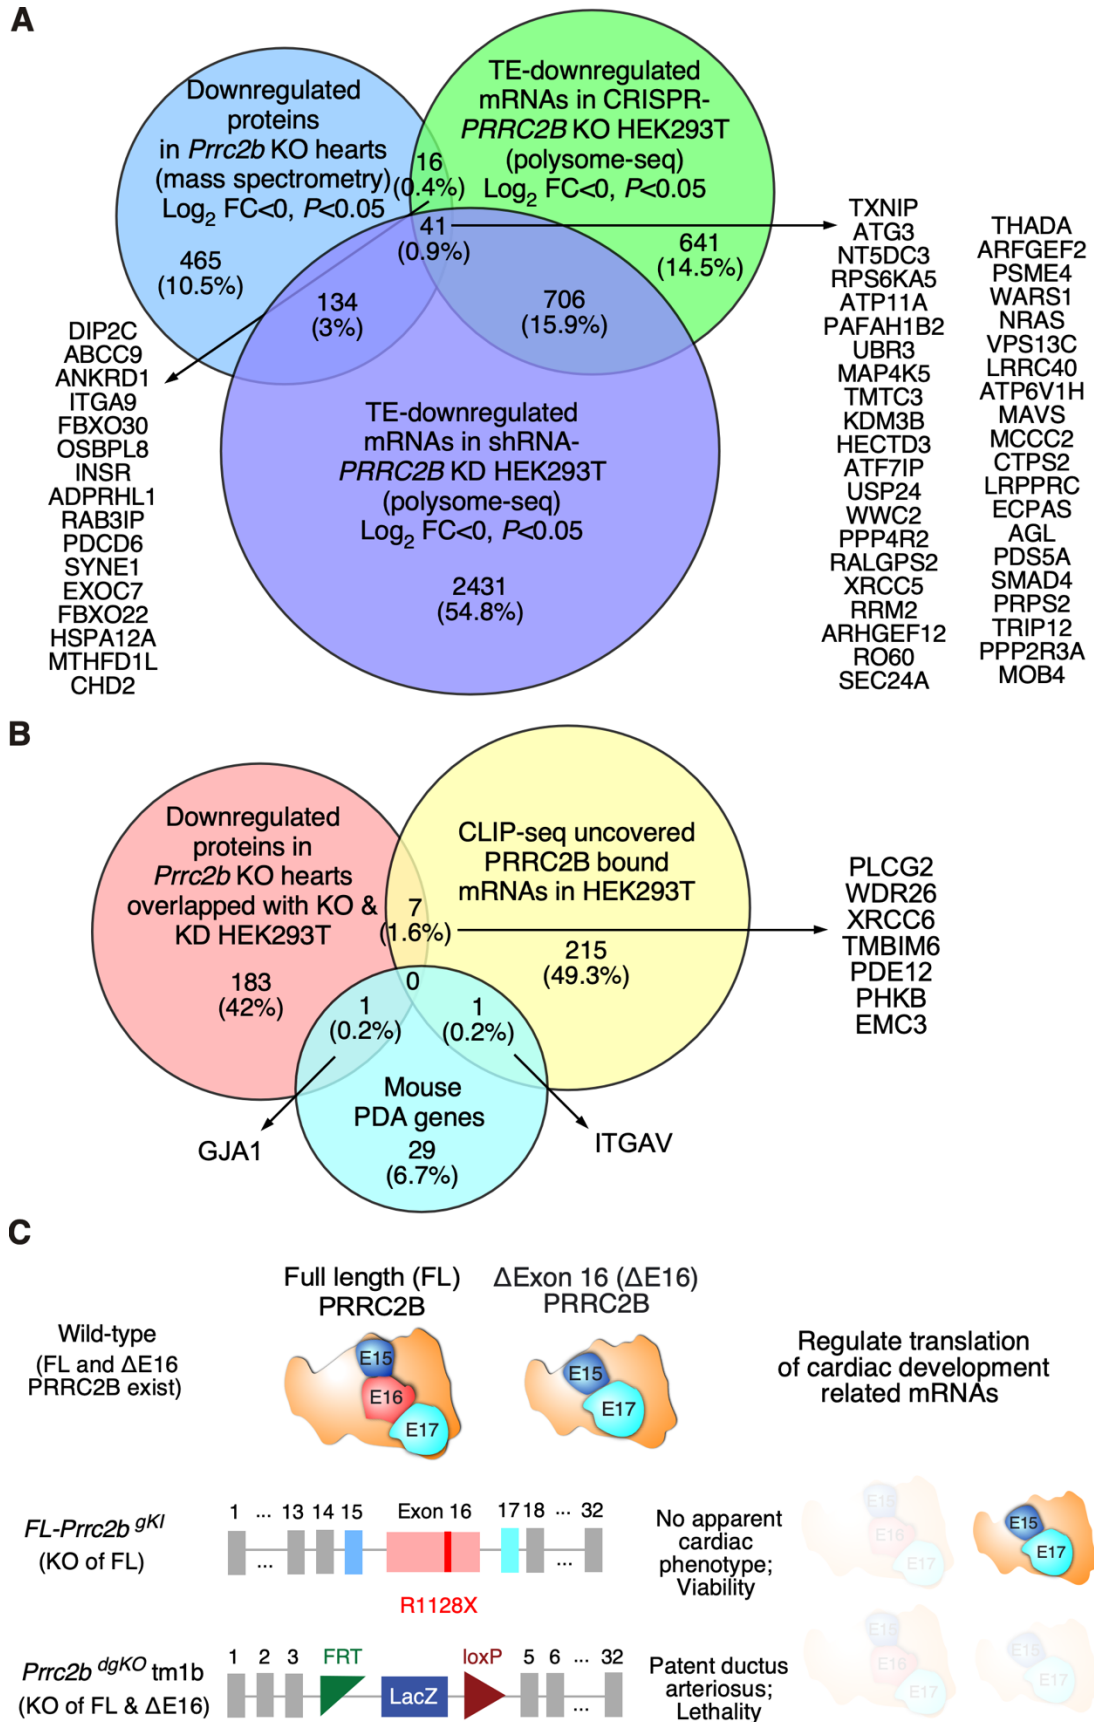 A
Downregulated
proteins
in Prrc2b KO hearts
(mass spectrometry)
Log2 FC<0, P<0.05
465
(10.5%)
TE-downregulated
mRNAs in CRISPR-
PRRC2B KO HEK293T
(polysome-seq)
Log2 FC<0, P<0.05
16
(0.4%)
41
(0.9%)
641
(14.5%)
134
(3%)
706
(15.9%)
TE-downregulated
mRNAs in shRNA-
PRRC2B KD HEK293T
(polysome-seq)
Log2 FC<0, P<0.05
2431
(54.8%)
DIP2C
ABCC9
ANKRD1
ITGA9
FBXO30
OSBPL8
INSR
ADPRHL1
RAB3IP
PDCD6
SYNE1
EXOC7
FBXO22
HSPA12A
MTHFD1L
CHD2
TXNIP
ATG3
NT5DC3
RPS6KA5
ATP11A
PAFAH1B2
UBR3
MAP4K5
TMTC3
KDM3B
HECTD3
ATF7IP
USP24
WWC2
PPP4R2
RALGPS2
XRCC5
RRM2
ARHGEF12
RO60
SEC24A
THADA
ARFGEF2
PSME4
WARS1
NRAS
VPS13C
LRRC40
ATP6V1H
MAVS
MCCC2
CTPS2
LRPPRC
ECPAS
AGL
PDS5A
SMAD4
PRPS2
TRIP12
PPP2R3A
MOB4
B
Downregulated
proteins in
Prrc2b KO hearts
overlapped with KO &
KD HEK293T
183
(42%)
CLIP-seq uncovered
PRRC2B bound
mRNAs in HEK293T
7
(1.6%)
215
(49.3%)
0
1
(0.2%)
1
(0.2%)
Mouse
PDA genes
29
(6.7%)
GJA1
ITGAV
PLCG2
WDR26
XRCC6
TMBIM6
PDE12
PHKB
EMC3
C
Full length (FL)
PRRC2B
ΔExon 16 (ΔE16)
PRRC2B
Wild-type
(FL and ΔE16
PRRC2B exist)
E15
E16
E17
E15
E17
Regulate translation
of cardiac development
related mRNAs
FL-Prrc2b gKI
(KO of FL)
1 ... 13 14 15 Exon 16 17 18 ... 32
... ...
R1128X
No apparent
cardiac
phenotype;
Viability
E15
E16
E17
E15
E17
Prrc2b dgKO tm1b
(KO of FL & ΔE16)
1 2 3 FRT loxP 5 6 ... 32
LacZ
...
Patent ductus
arteriosus;
Lethality
E15
E16
E17
E15
E17